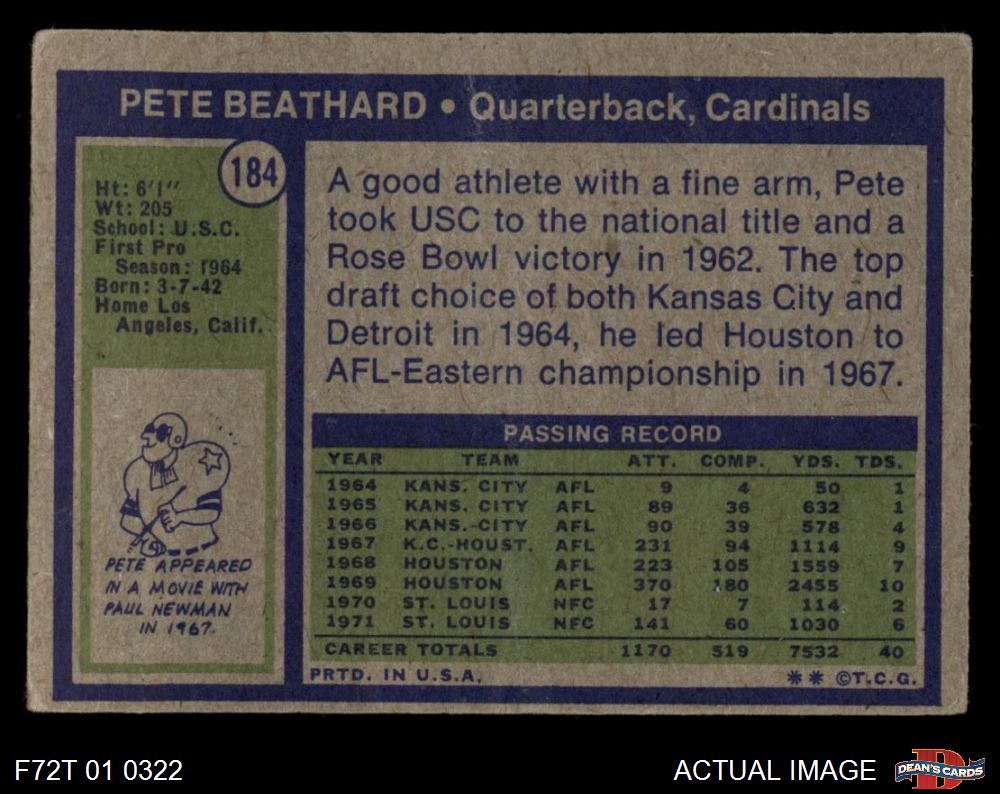 PETE BEATHARD • Quarterback, Cardinals
184
Ht: 6'1"
Wt: 205
School: U.S.C.
First Pro
Season: 1964
Born: 3-7-42
Home Los
Angeles, Calif.
A good athlete with a fine arm, Pete
took USC to the national title and a
Rose Bowl victory in 1962. The top
draft choice of both Kansas City and
Detroit in 1964, he led Houston to
AFL-Eastern championship in 1967.
PETE APPEARED
IN A MOVIE WITH
PAUL NEWMAN
IN 1967.
PASSING RECORD
YEAR TEAM ATT. COMP. YDS. TDS.
1964 KANS. CITY AFL 9 4 50 1
1965 KANS. CITY AFL 89 36 632 1
1966 KANS. CITY AFL 90 39 578 4
1967 K.C.-HOUST. AFL 231 94 1114 9
1968 HOUSTON AFL 223 105 1559 7
1969 HOUSTON AFL 370 180 2455 10
1970 ST. LOUIS NFC 17 7 114 2
1971 ST. LOUIS NFC 141 60 1030 6
CAREER TOTALS 1170 519 7532 40
PRTD. IN U.S.A. ** ©T.C.G.
F72T 01 0322
ACTUAL IMAGE
D
DEAN'S CARDS